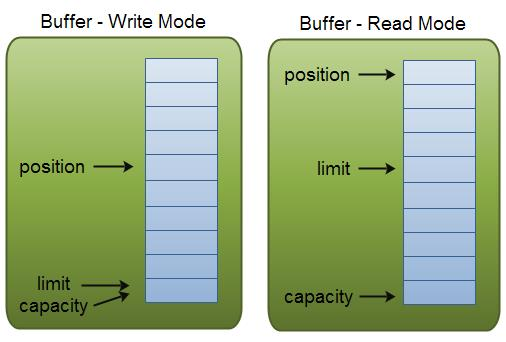 Buffer - Write Mode
position
limit
capacity
Buffer - Read Mode
position
limit
capacity